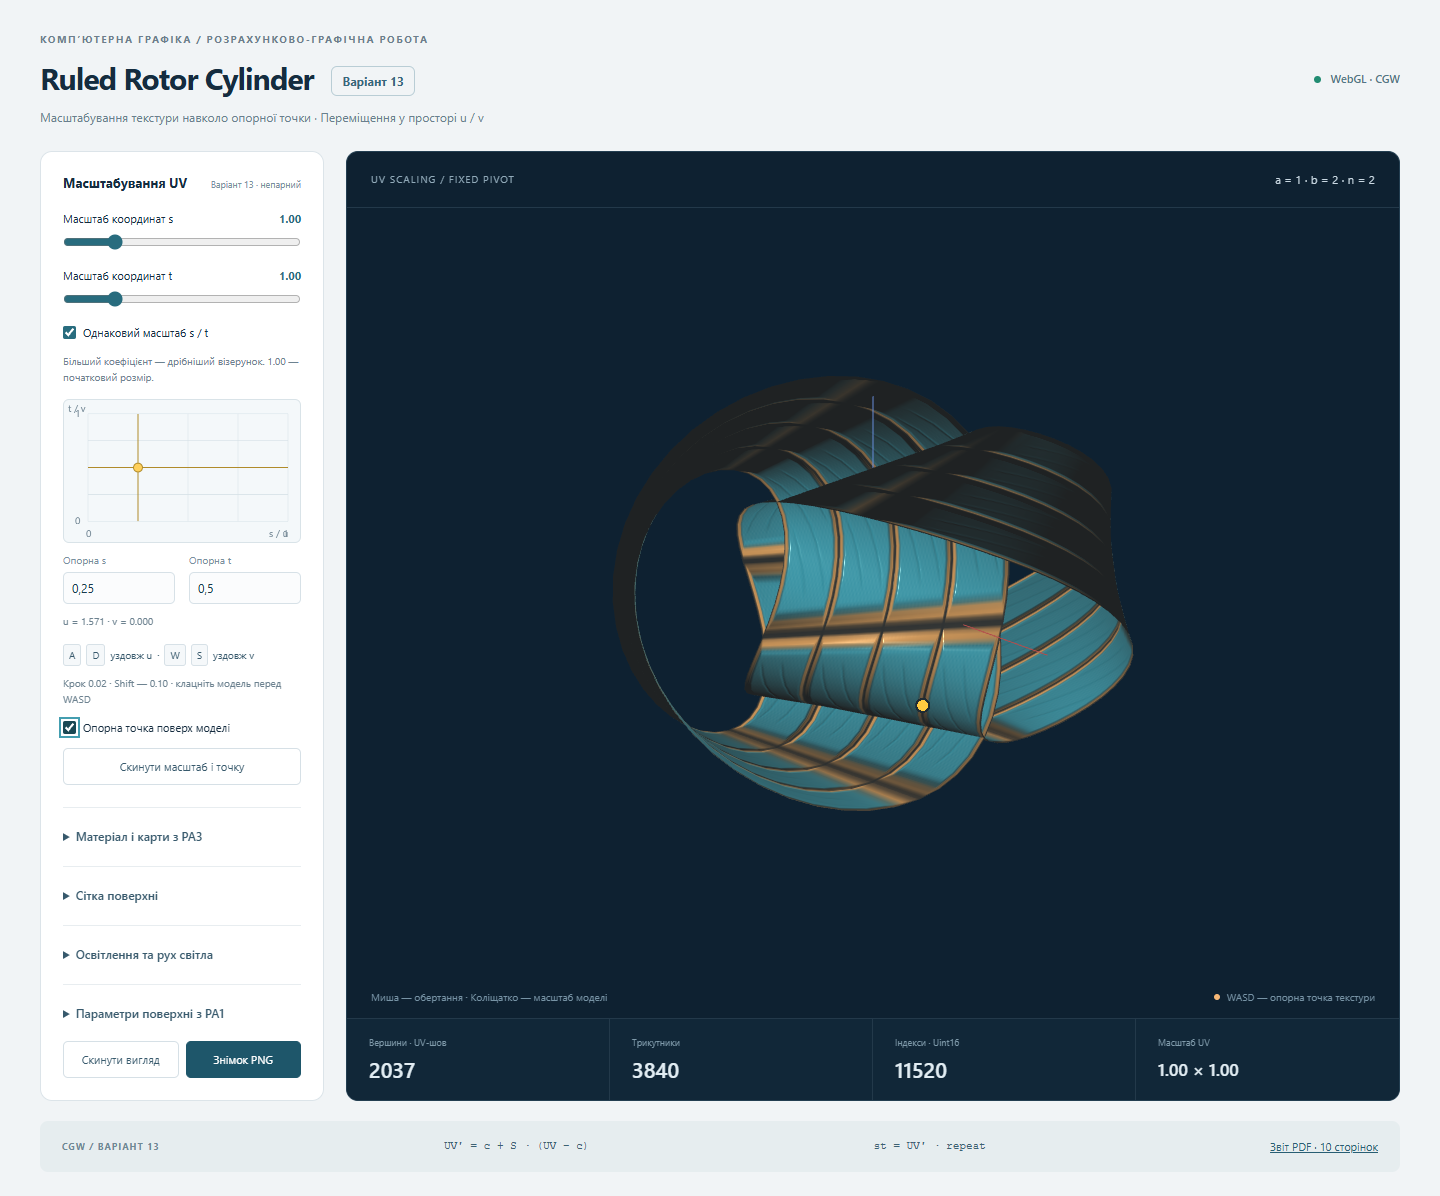 КОМП'ЮТЕРНА ГРАФІКА / РОЗРАХУНКОВО-ГРАФІЧНА РОБОТА
Ruled Rotor Cylinder
Варіант 13
WebGL · CGW
Масштабування текстури навколо опорної точки · Переміщення у просторі u / v
Масштабування UV
Варіант 13 · непарний
Масштаб координат s
1.00
Масштаб координат t
1.00
Однаковий масштаб s / t
Більший коефіцієнт — дрібніший візерунок. 1.00 —
початковий розмір.
t / v
1
0
0
s /
Опорна s
Опорна t
0,25
0,5
u = 1.571 · v = 0.000
A D уздовж u · W S уздовж v
Крок 0.02 · Shift — 0.10 · клацніть модель перед
WASD
Опорна точка поверх моделі
Скинути масштаб і точку
▶ Матеріал і карти з РА3
▶ Сітка поверхні
▶ Освітлення та рух світла
▶ Параметри поверхні з РА1
Скинути вигляд
Знімок PNG
UV SCALING / FIXED PIVOT
a = 1 · b = 2 · n = 2
Миша — обертання · Коліщатко — масштаб моделі
WASD — опорна точка текстури
Вершини · UV-шов
2037
Трикутники
3840
Індекси · Uint16
11520
Масштаб UV
1.00 × 1.00
CGW / ВАРІАНТ 13
UV′ = c + S · (UV − c)
st = UV′ · repeat
Звіт PDF · 10 сторінок